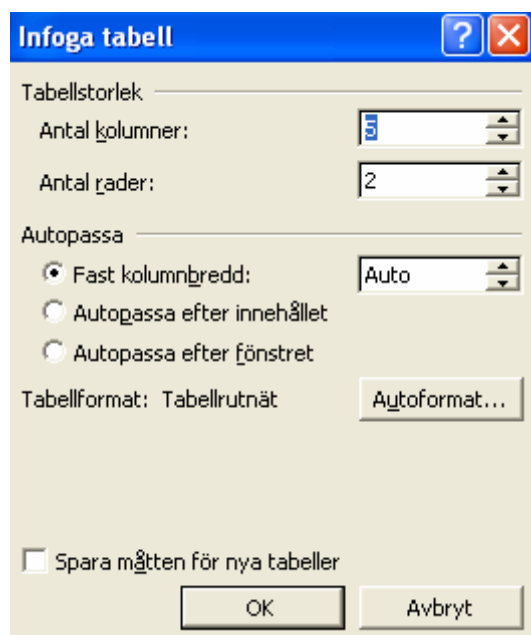 Infoga tabell
Tabellstorlek
Antal kolumner: 5
Antal rader: 2
Autopassa
Fast kolumnbredd: Auto
Autopassa efter innehållet
Autopassa efter fönstret
Tabellformat: Tabellrutnät Autoformat...
Spara måtten för nya tabeller
OK Avbryt